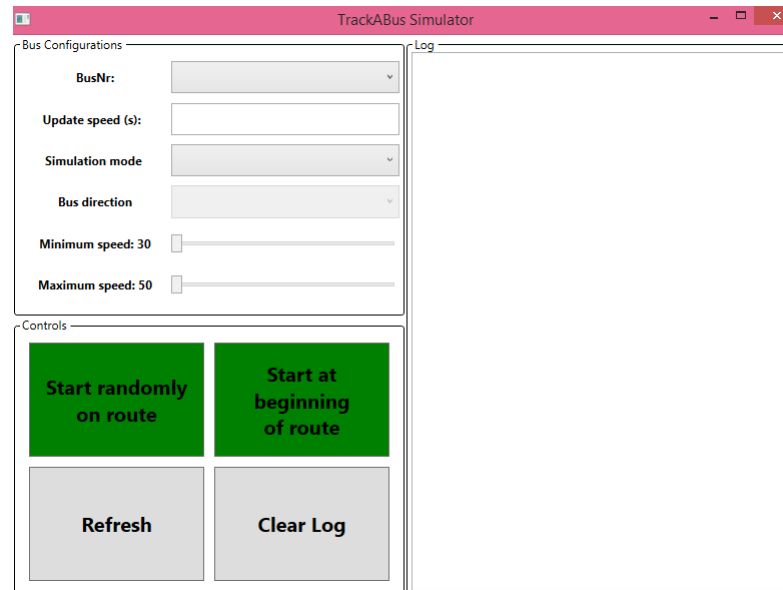 TrackABus Simulator
Bus Configurations
BusNr:
Update speed (s):
Simulation mode
Bus direction
Minimum speed: 30
Maximum speed: 50
Controls
Start randomly
on route
Start at
beginning
of route
Refresh
Clear Log
Log